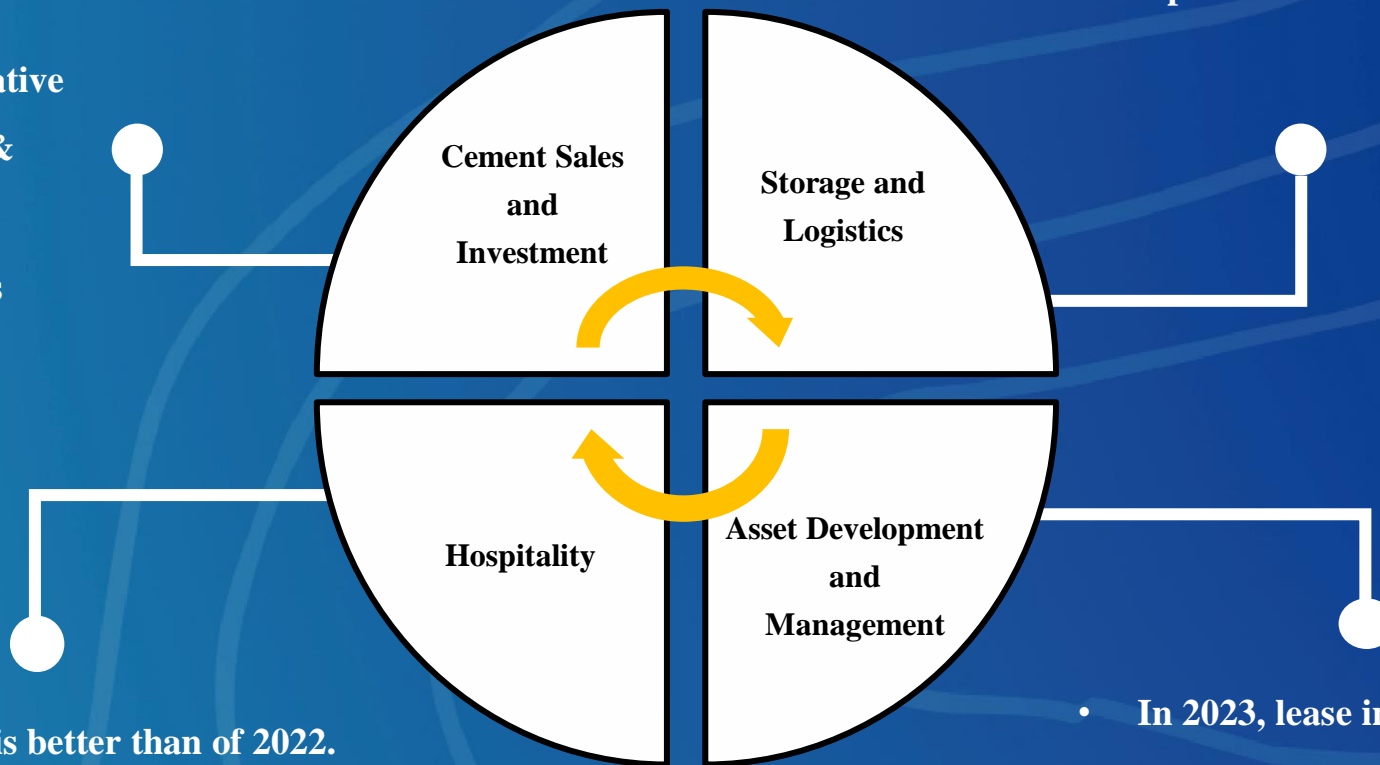 ative
&
s
Cement Sales
and
Investment
Storage and
Logistics
Hospitality
Asset Development
and
Management
is better than of 2022.
• In 2023, lease in